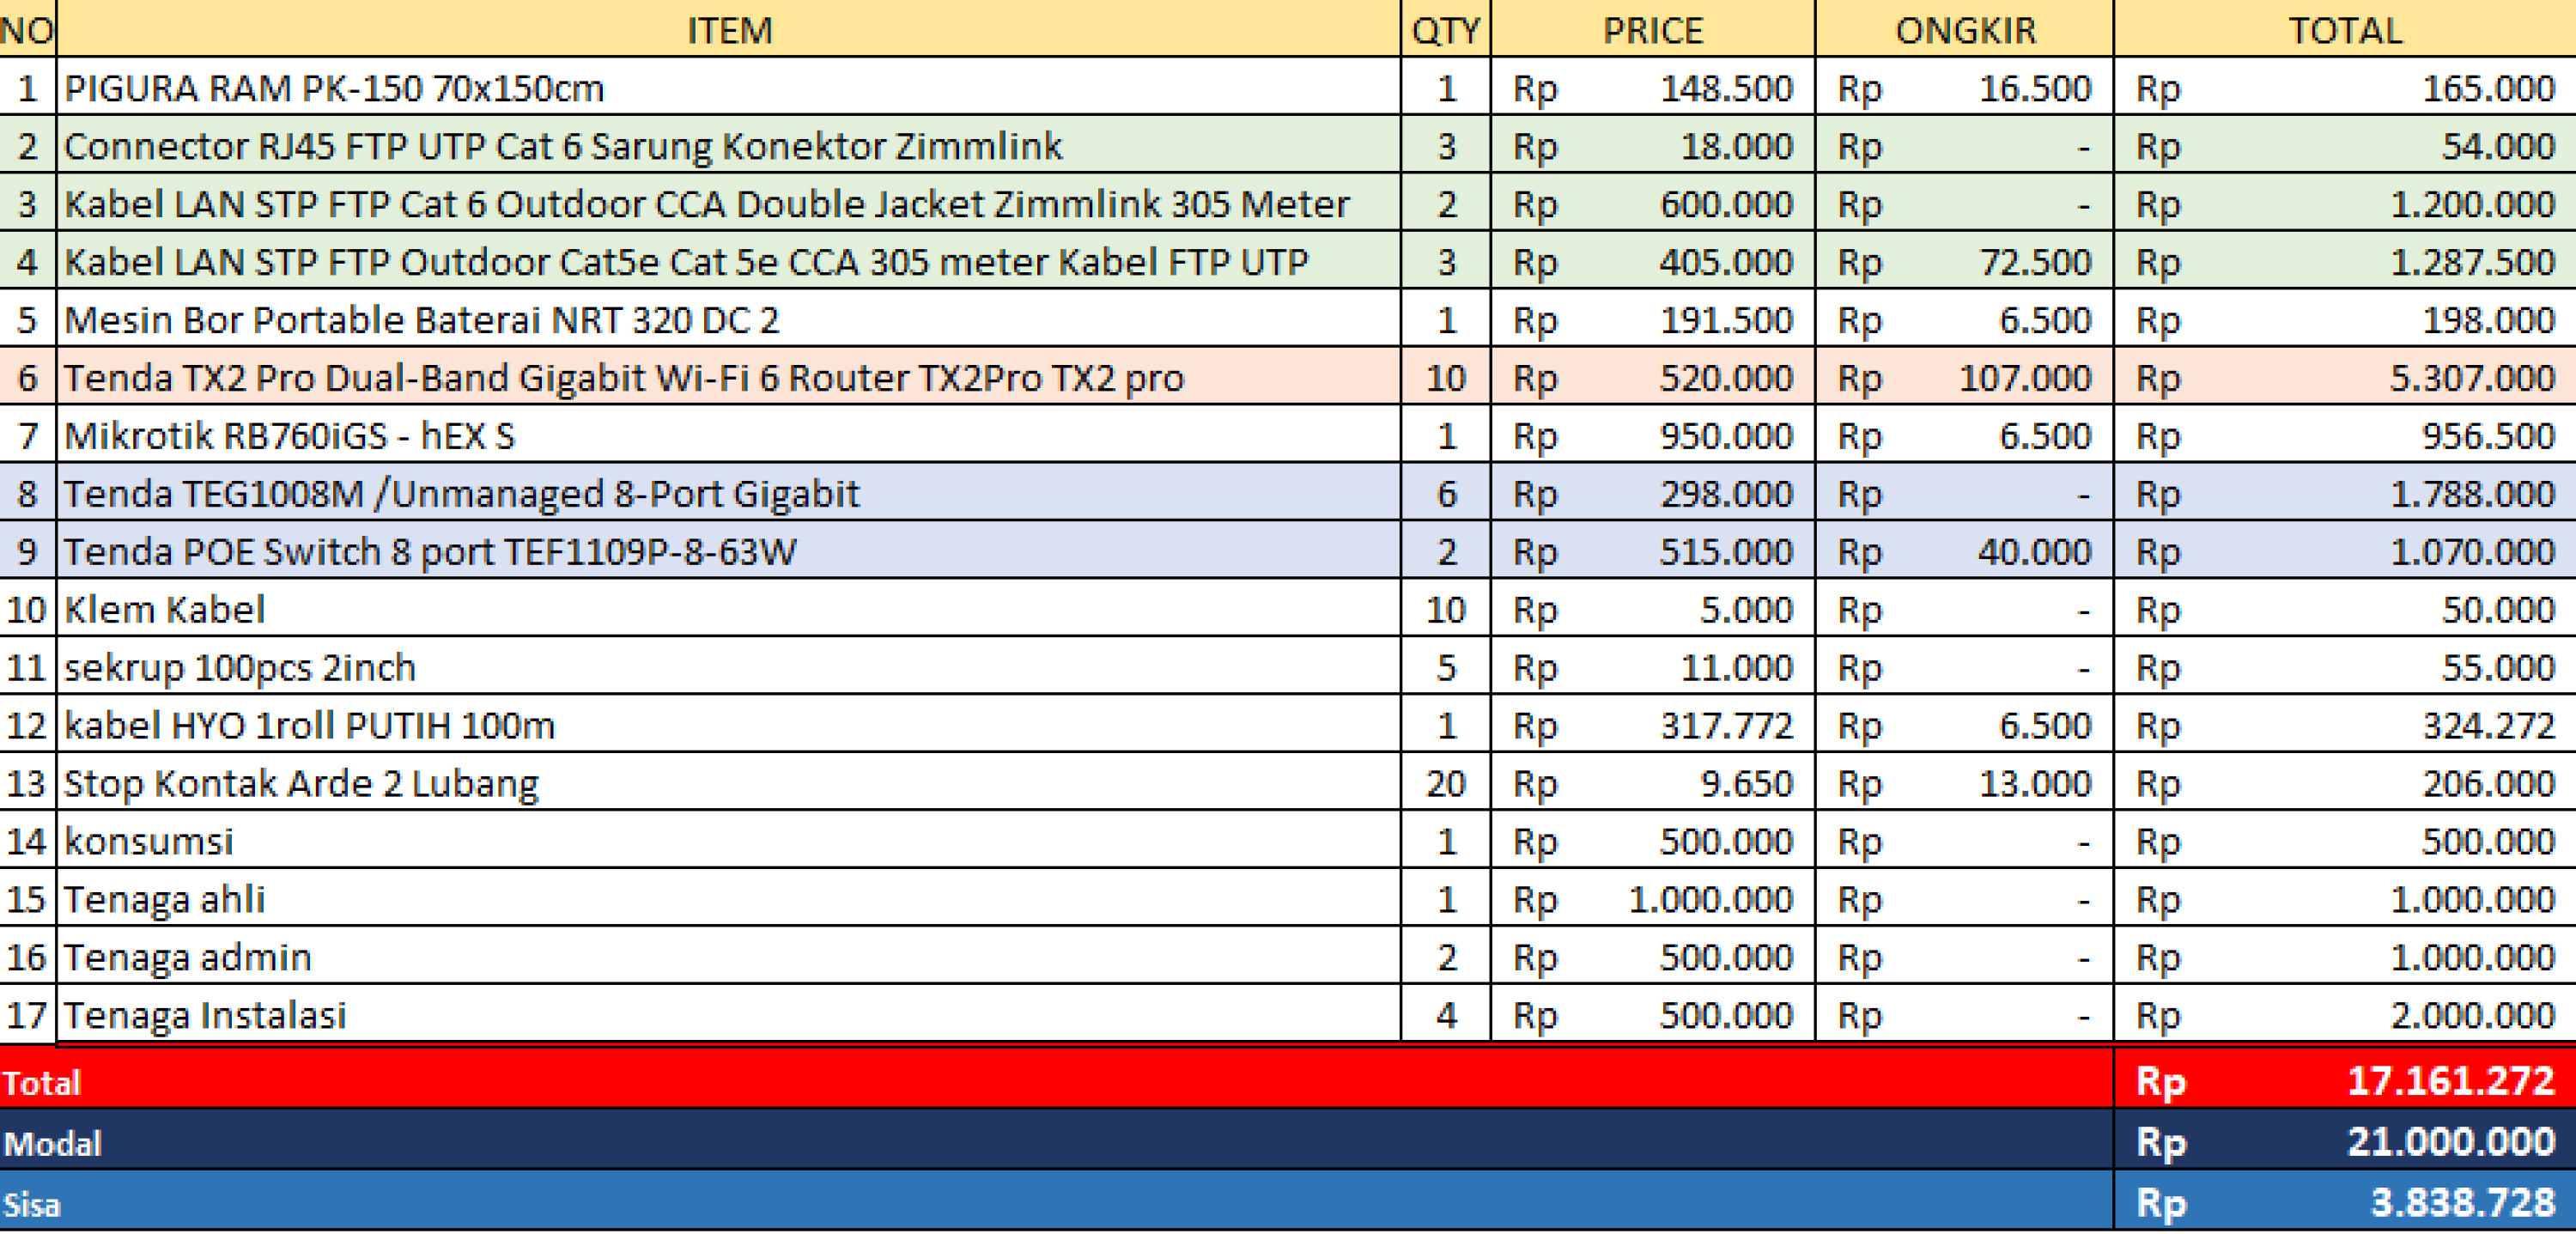 NO ITEM QTY PRICE ONGKIR TOTAL
1 PIGURA RAM PK-150 70x150cm 1 Rp 148.500 Rp 16.500 Rp 165.000
2 Connector RJ45 FTP UTP Cat 6 Sarung Konektor Zimmlink 3 Rp 18.000 Rp - Rp 54.000
3 Kabel LAN STP FTP Cat 6 Outdoor CCA Double Jacket Zimmlink 305 Meter 2 Rp 600.000 Rp - Rp 1.200.000
4 Kabel LAN STP FTP Outdoor Cat5e Cat 5e CCA 305 meter Kabel FTP UTP 3 Rp 405.000 Rp 72.500 Rp 1.287.500
5 Mesin Bor Portable Baterai NRT 320 DC 2 1 Rp 191.500 Rp 6.500 Rp 198.000
6 Tenda TX2 Pro Dual-Band Gigabit Wi-Fi 6 Router TX2Pro TX2 pro 10 Rp 520.000 Rp 107.000 Rp 5.307.000
7 Mikrotik RB760iGS - hEX S 1 Rp 950.000 Rp 6.500 Rp 956.500
8 Tenda TEG1008M /Unmanaged 8-Port Gigabit 6 Rp 298.000 Rp - Rp 1.788.000
9 Tenda POE Switch 8 port TEF1109P-8-63W 2 Rp 515.000 Rp 40.000 Rp 1.070.000
10 Klem Kabel 10 Rp 5.000 Rp - Rp 50.000
11 sekrup 100pcs 2inch 5 Rp 11.000 Rp - Rp 55.000
12 kabel HYO 1roll PUTIH 100m 1 Rp 317.772 Rp 6.500 Rp 324.272
13 Stop Kontak Arde 2 Lubang 20 Rp 9.650 Rp 13.000 Rp 206.000
14 konsumsi 1 Rp 500.000 Rp - Rp 500.000
15 Tenaga ahli 1 Rp 1.000.000 Rp - Rp 1.000.000
16 Tenaga admin 2 Rp 500.000 Rp - Rp 1.000.000
17 Tenaga Instalasi 4 Rp 500.000 Rp - Rp 2.000.000
Total Rp 17.161.272
Modal Rp 21.000.000
Sisa Rp 3.838.728